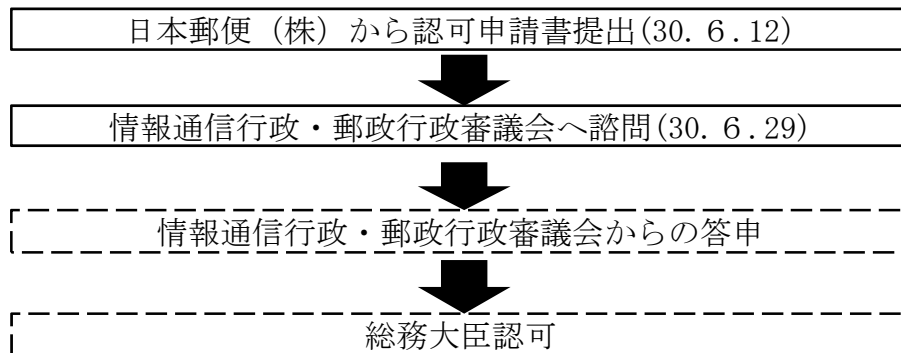 日本郵便（株）から認可申請書提出(30.6.12)
情報通信行政・郵政行政審議会へ諮問(30.6.29)
情報通信行政・郵政行政審議会からの答申
総務大臣認可